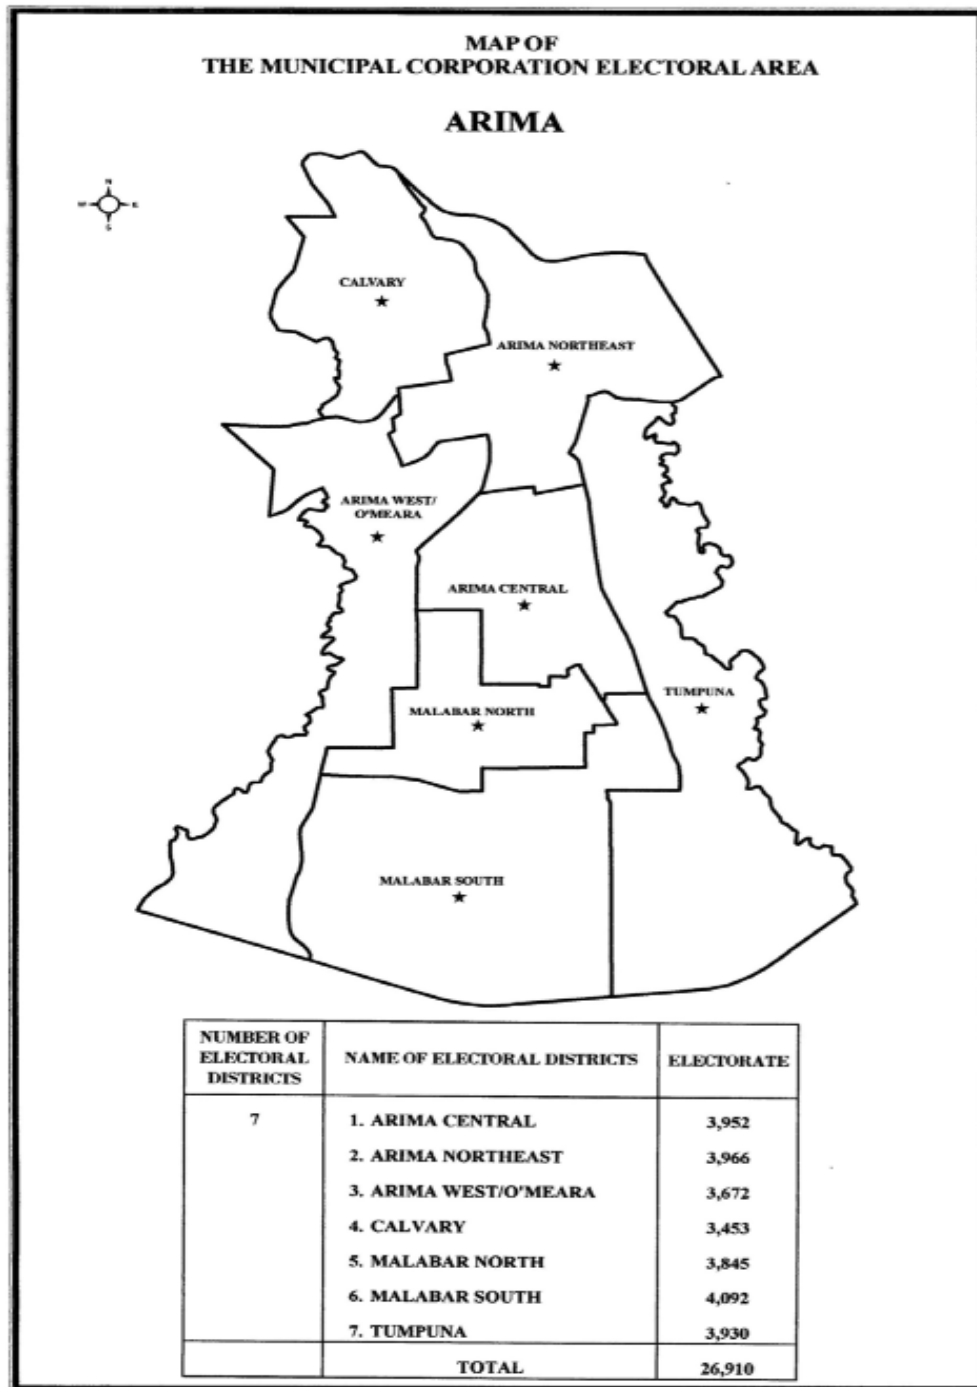 MAP OF
THE MUNICIPAL CORPORATION ELECTORAL AREA
ARIMA
N
W E
S
CALVARY
ARIMA NORTHEAST
ARIMA WEST/
O'MEARA
ARIMA CENTRAL
TUMPUNA
MALABAR NORTH
MALABAR SOUTH
NUMBER OF
ELECTORAL
DISTRICTS
NAME OF ELECTORAL DISTRICTS
ELECTORATE
7
1. ARIMA CENTRAL 3,952
2. ARIMA NORTHEAST 3,966
3. ARIMA WEST/O'MEARA 3,672
4. CALVARY 3,453
5. MALABAR NORTH 3,845
6. MALABAR SOUTH 4,092
7. TUMPUNA 3,930
TOTAL 26,910